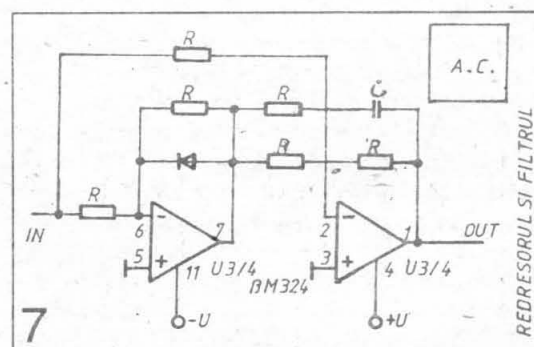 R
A.C.
R
R
C
R
R
R
IN
6
7
2
1
OUT
5
11
U3/4
3
4
U3/4
βM324
-U
+U
7
REDRESORUL SI FILTRUL